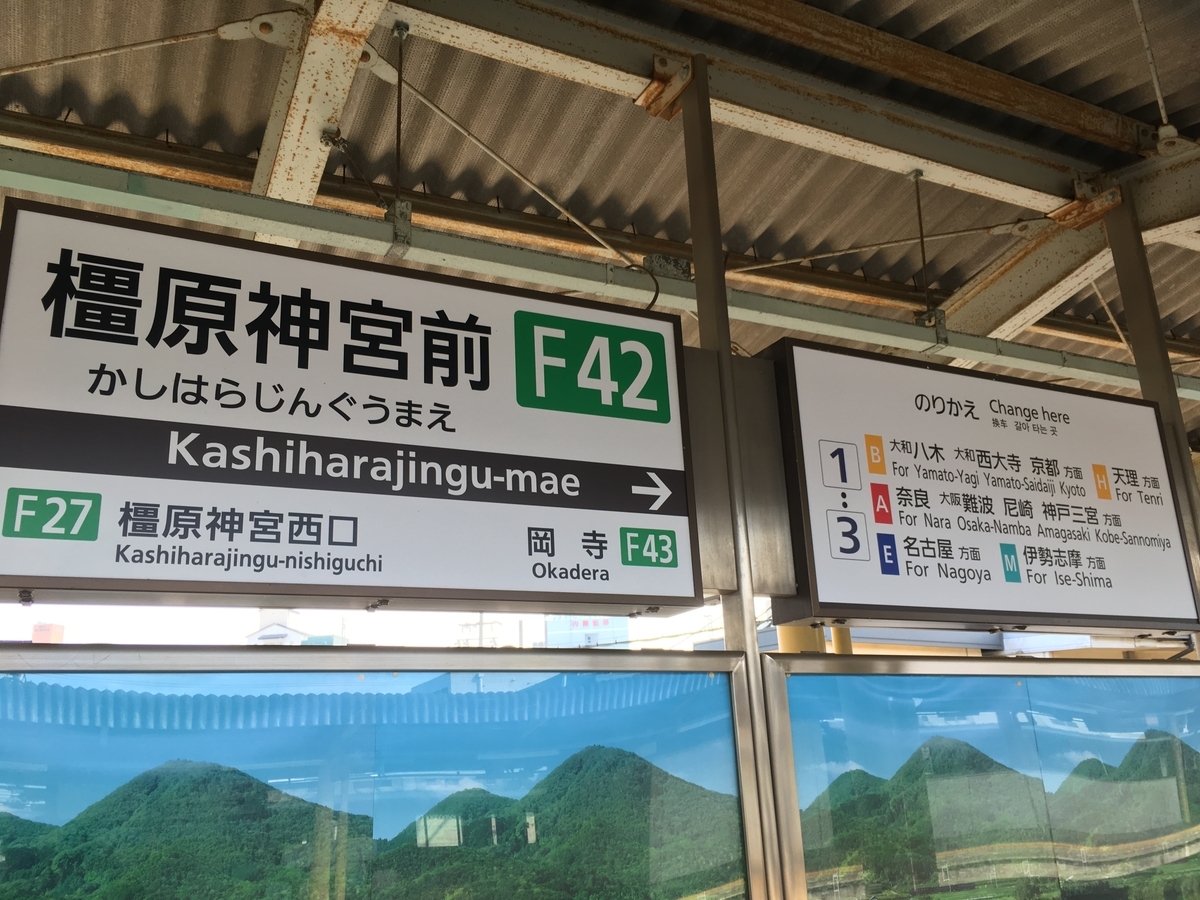 橿原神宮前 F42
かしはらじんぐうまえ
Kashiharajingu-mae →
F27 橿原神宮西口 岡寺 F43
Kashiharajingu-nishiguchi Okadera
のりかえ Change here
换车 갈아 타는 곳
1 : 3
B 大和八木 大和西大寺 京都 方面 H 天理 方面
For Yamato-Yagi Yamato-Saidaiji Kyoto For Tenri
A 奈良 大阪難波 尼崎 神戸三宮 方面
For Nara Osaka-Namba Amagasaki Kobe-Sannomiya
E 名古屋 方面 M 伊勢志摩 方面
For Nagoya For Ise-Shima